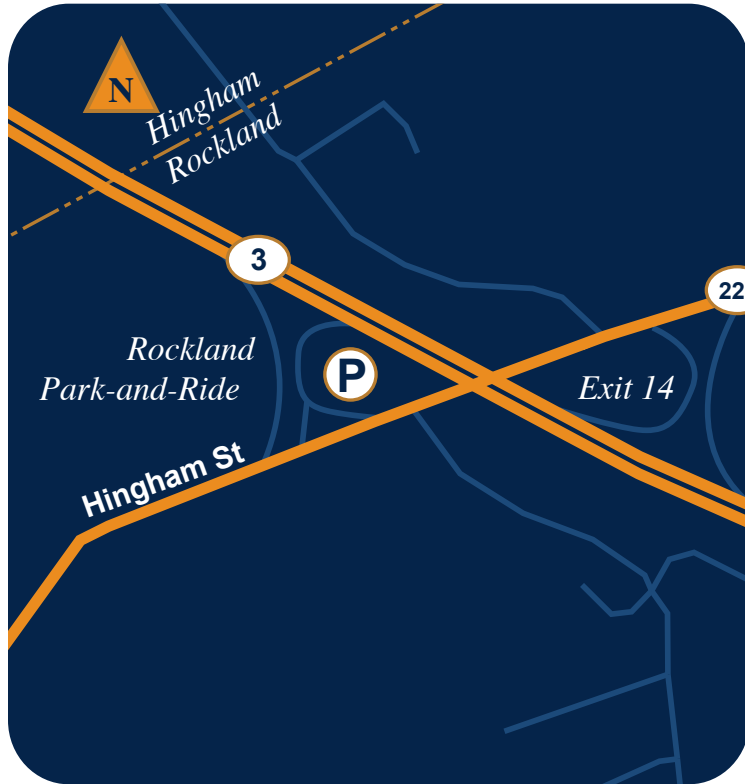 N
Hingham
Rockland
3
22
Rockland
Park-and-Ride
P
Exit 14
Hingham St